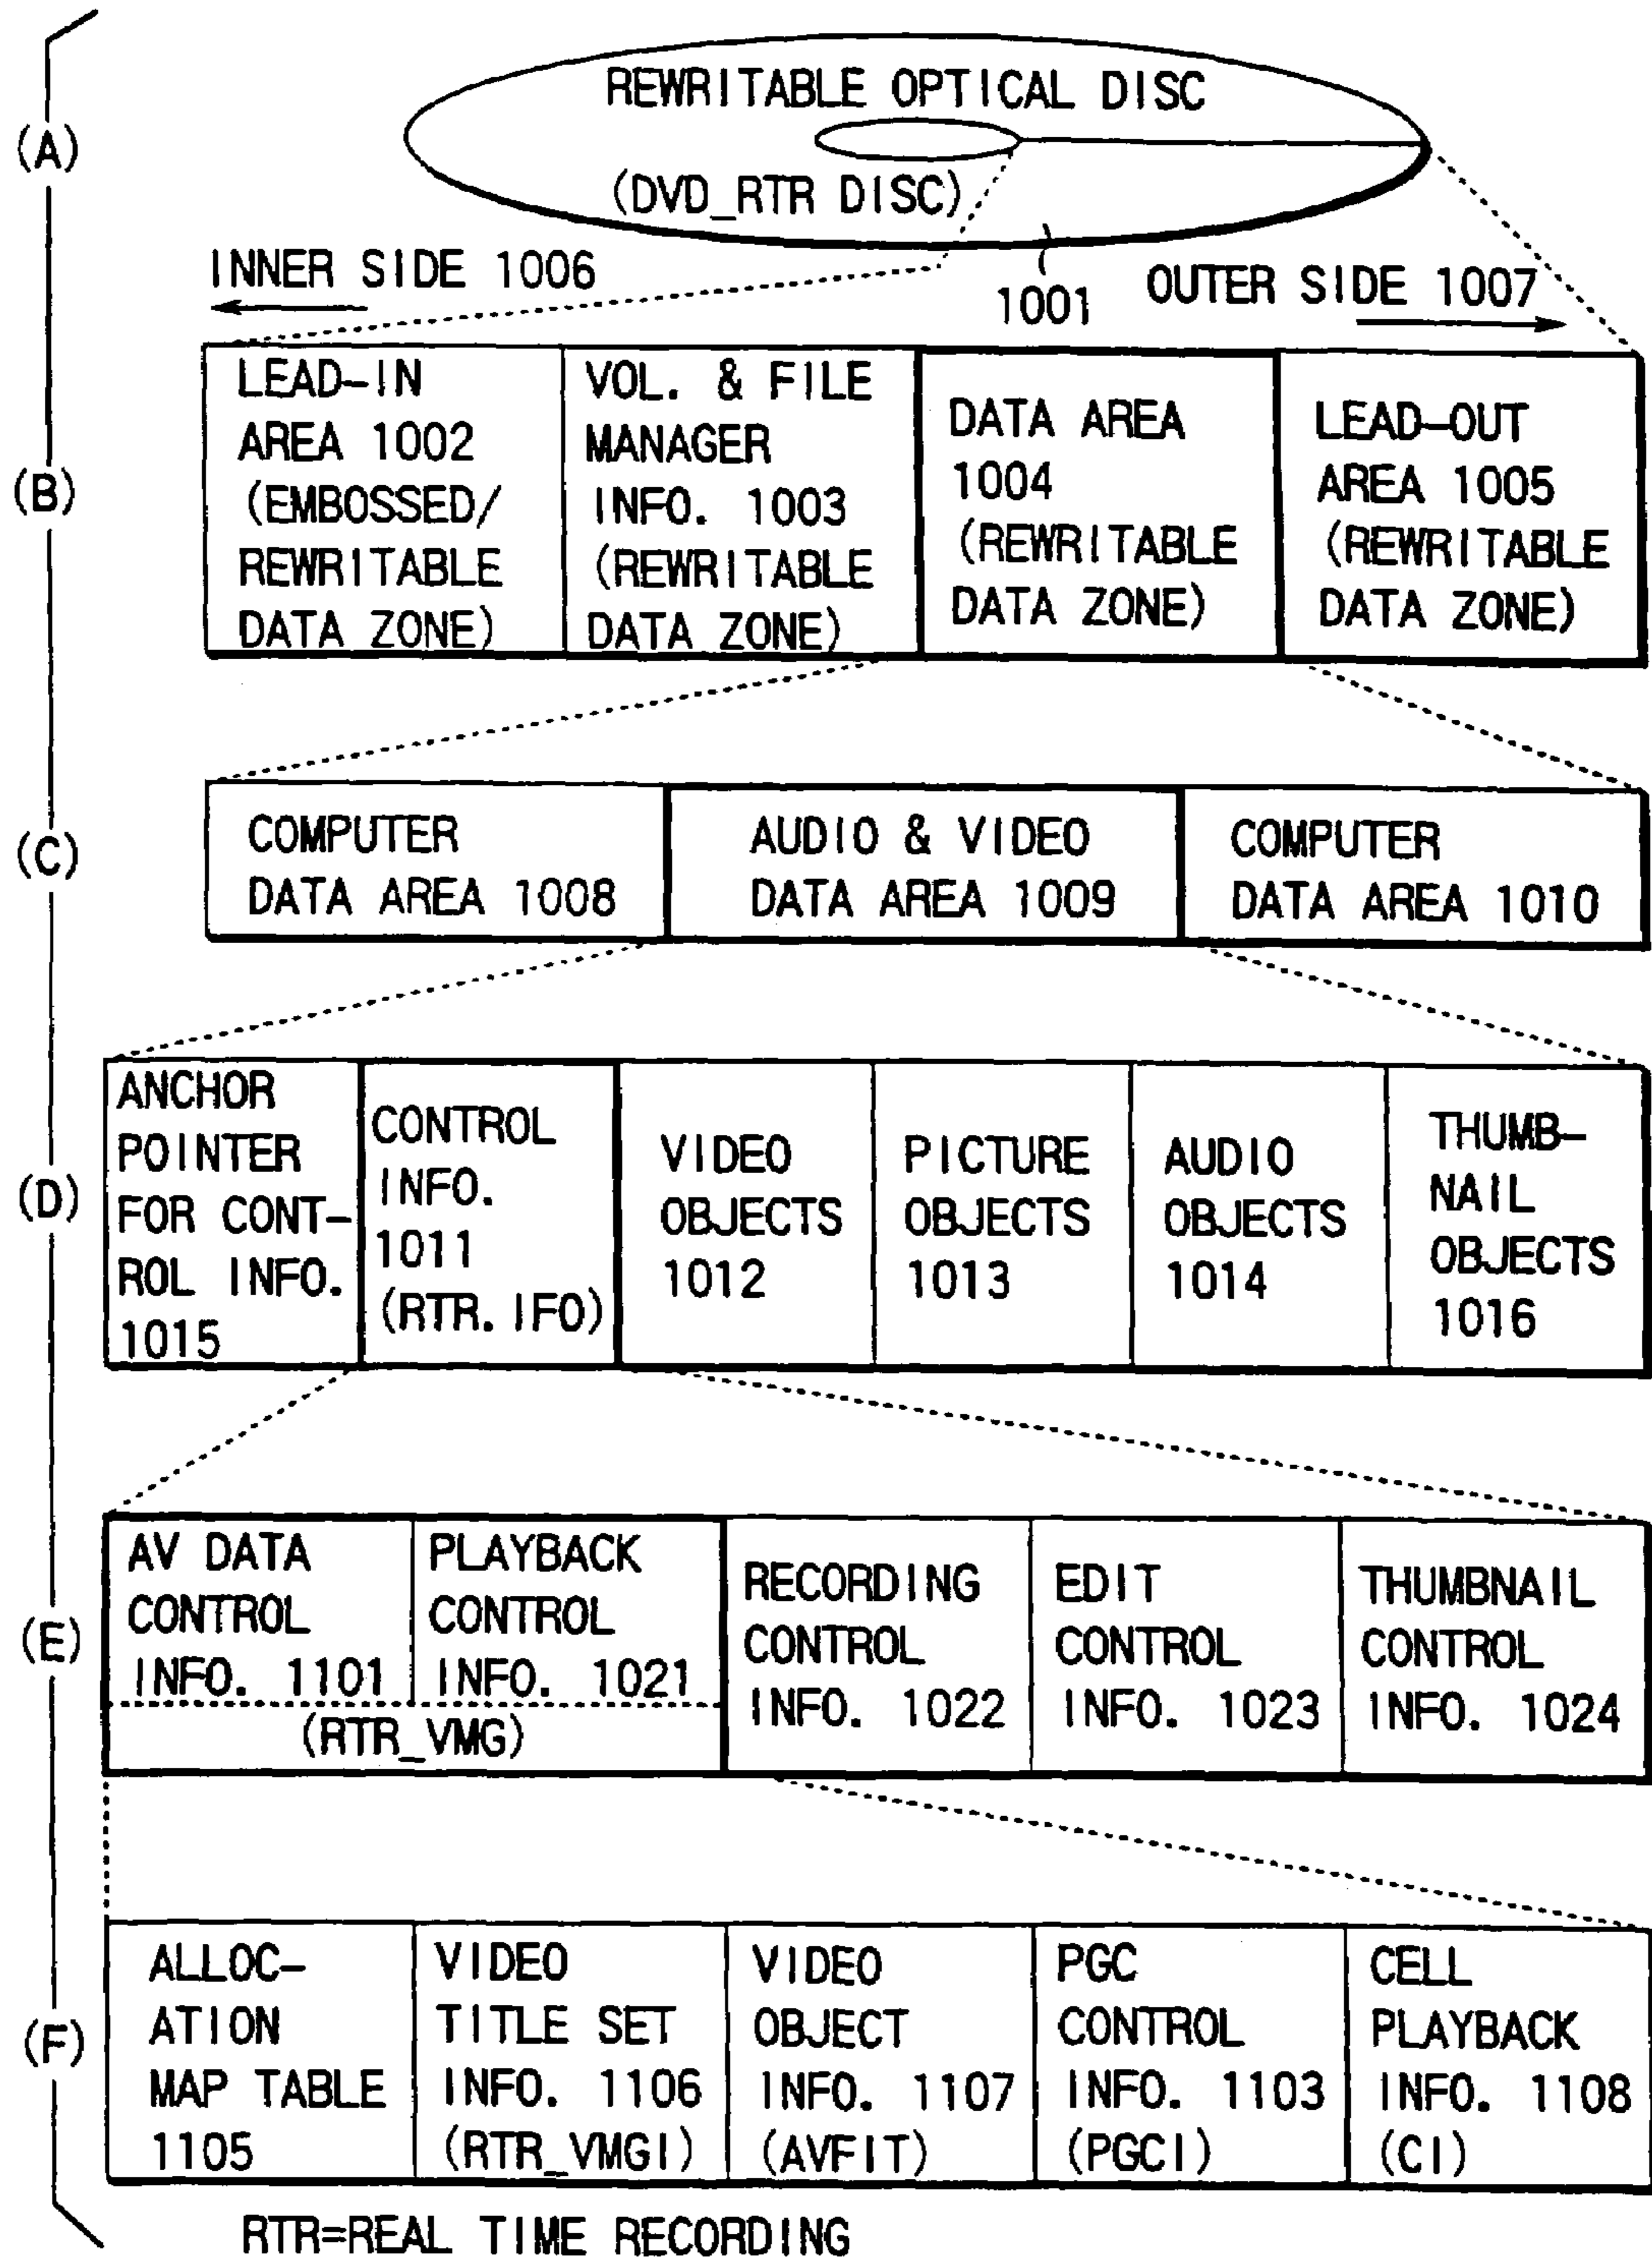 (A)
REWRITABLE OPTICAL DISC
(DVD_RTR DISC)
INNER SIDE 1006
1001
OUTER SIDE 1007
(B)
LEAD-IN
AREA 1002
(EMBOSSED/
REWRITABLE
DATA ZONE)
VOL. & FILE
MANAGER
INFO. 1003
(REWRITABLE
DATA ZONE)
DATA AREA
1004
(REWRITABLE
DATA ZONE)
LEAD-OUT
AREA 1005
(REWRITABLE
DATA ZONE)
(C)
COMPUTER
DATA AREA 1008
AUDIO & VIDEO
DATA AREA 1009
COMPUTER
DATA AREA 1010
(D)
ANCHOR
POINTER
FOR CONT-
ROL INFO.
1015
CONTROL
INFO.
1011
(RTR. IFO)
VIDEO
OBJECTS
1012
PICTURE
OBJECTS
1013
AUDIO
OBJECTS
1014
THUMB-
NAIL
OBJECTS
1016
(E)
AV DATA
CONTROL
INFO. 1101
PLAYBACK
CONTROL
INFO. 1021
(RTR_VMG)
RECORDING
CONTROL
INFO. 1022
EDIT
CONTROL
INFO. 1023
THUMBNAIL
CONTROL
INFO. 1024
(F)
ALLOC-
ATION
MAP TABLE
1105
VIDEO
TITLE SET
INFO. 1106
(RTR_VMGI)
VIDEO
OBJECT
INFO. 1107
(AVFIT)
PGC
CONTROL
INFO. 1103
(PGCI)
CELL
PLAYBACK
INFO. 1108
(CI)
RTR=REAL TIME RECORDING